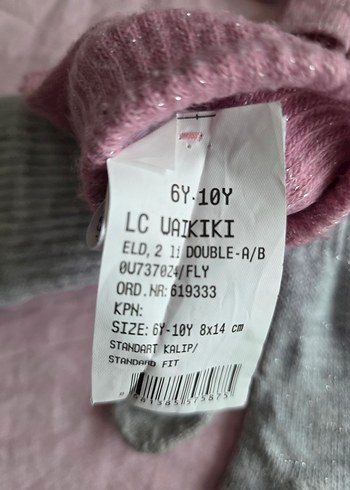 6Y-10Y
LC WAIKIKI
ELD, 2 li DOUBLE-A/B
0W737024/FLY
ORD.NR:619333
KPN:
SIZE: 6Y-10Y 8x14 cm
STANDART KALIP/
STANDARD FIT